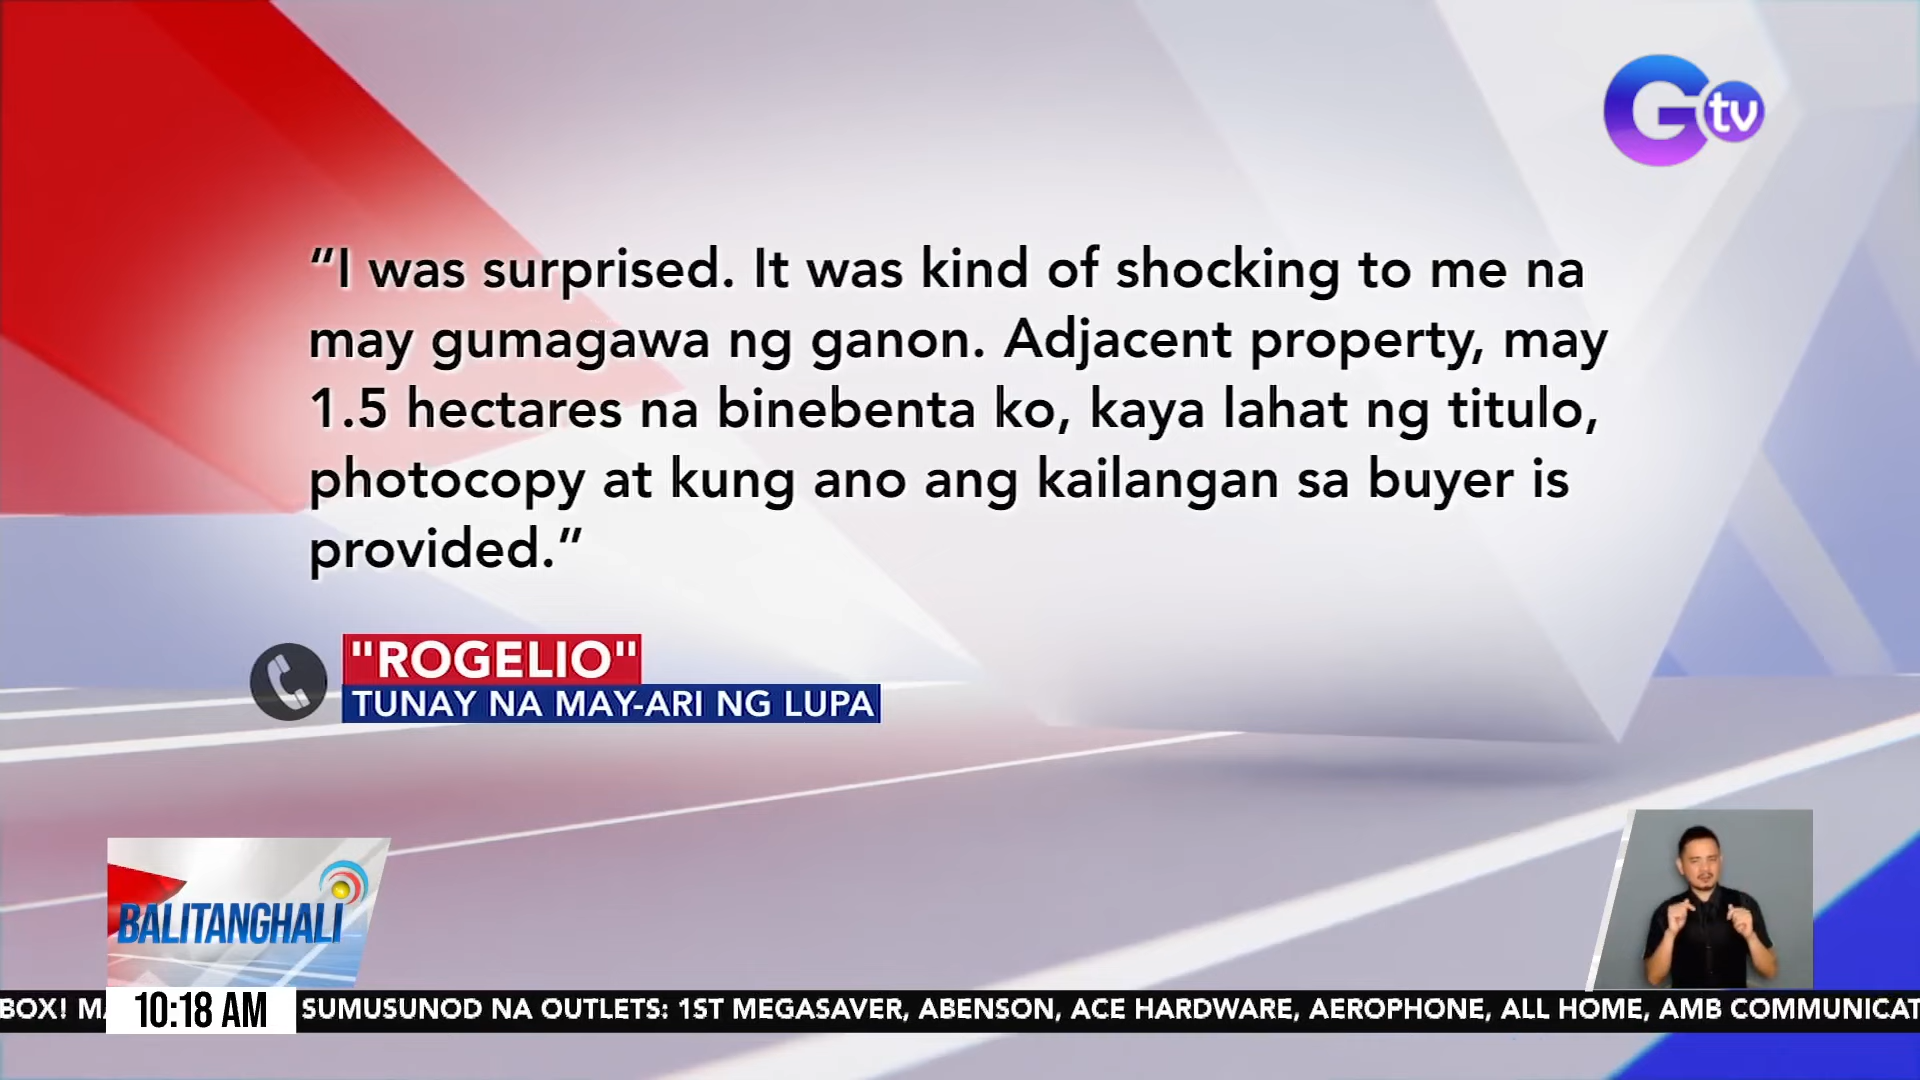 Gtv
“I was surprised. It was kind of shocking to me na
may gumagawa ng ganon. Adjacent property, may
1.5 hectares na binebenta ko, kaya lahat ng titulo,
photocopy at kung ano ang kailangan sa buyer is
provided.”
"ROGELIO"
TUNAY NA MAY-ARI NG LUPA
BALITANGHALI
BOX! MA
10:18 AM
SUMUSUNOD NA OUTLETS: 1ST MEGASAVER, ABENSON, ACE HARDWARE, AEROPHONE, ALL HOME, AMB COMMUNICAT